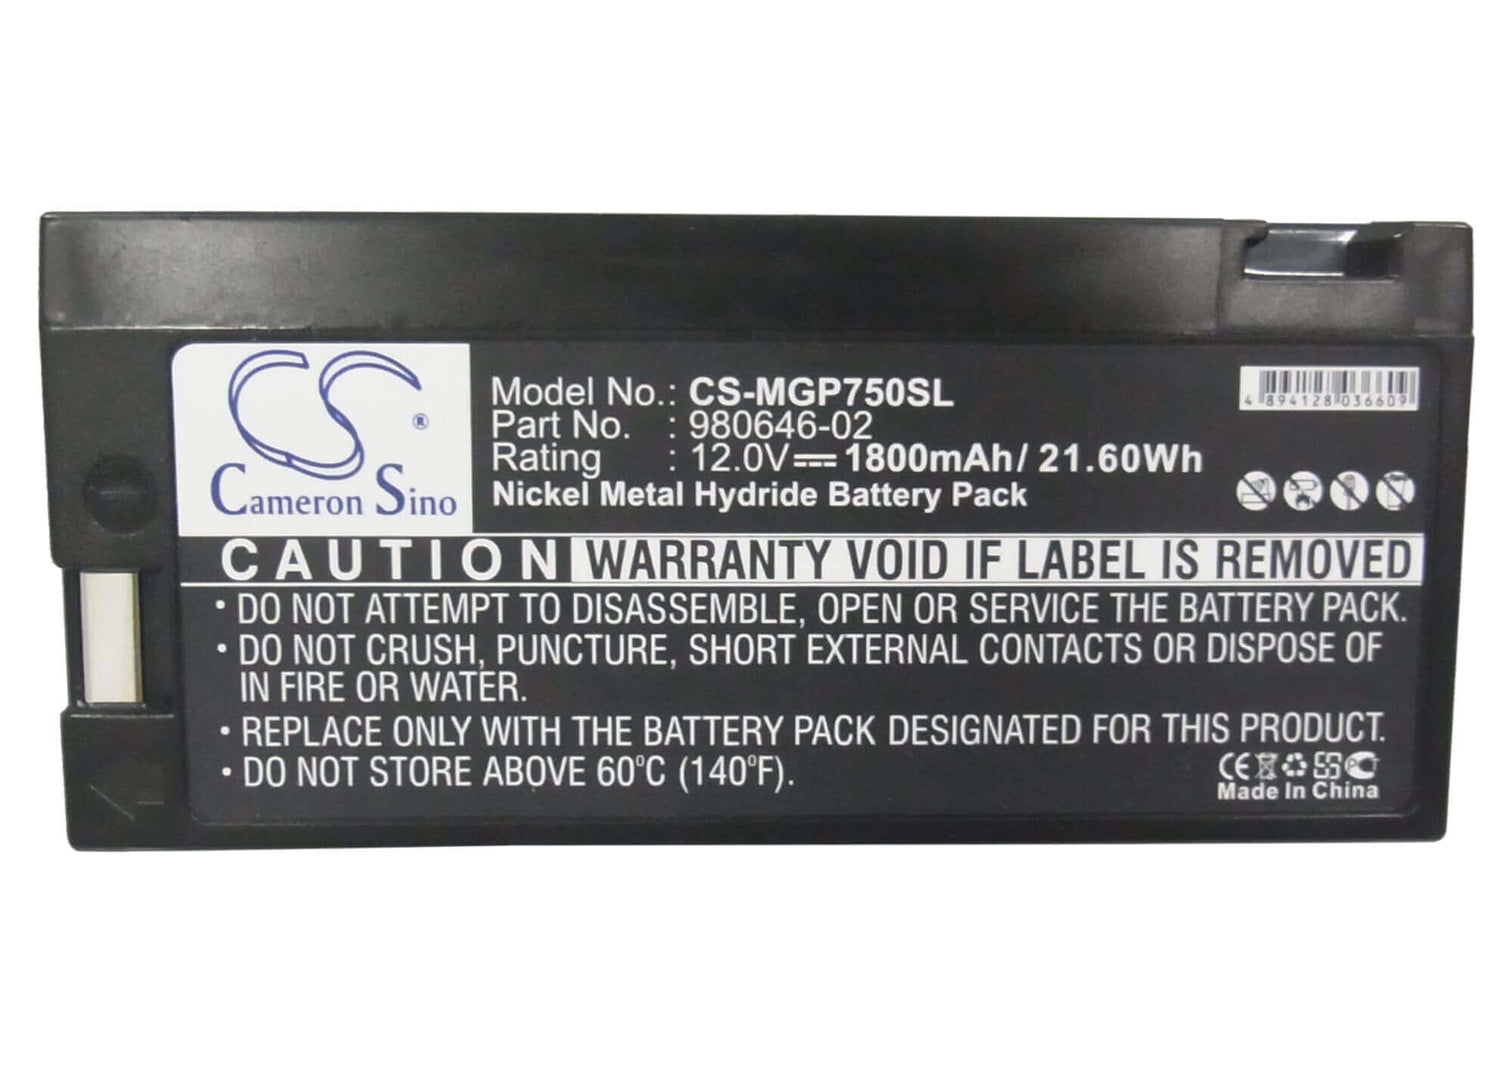 CS®
Cameron Sino
Model No. : CS-MGP750SL
Part No. : 980646-02
Rating : 12.0V 1800mAh/ 21.60Wh
Nickel Metal Hydride Battery Pack
4 894128 036609
CAUTION WARRANTY VOID IF LABEL IS REMOVED
• DO NOT ATTEMPT TO DISASSEMBLE, OPEN OR SERVICE THE BATTERY PACK.
• DO NOT CRUSH, PUNCTURE, SHORT EXTERNAL CONTACTS OR DISPOSE OF
IN FIRE OR WATER.
• REPLACE ONLY WITH THE BATTERY PACK DESIGNATED FOR THIS PRODUCT.
• DO NOT STORE ABOVE 60°C (140°F).
CE
Made In China